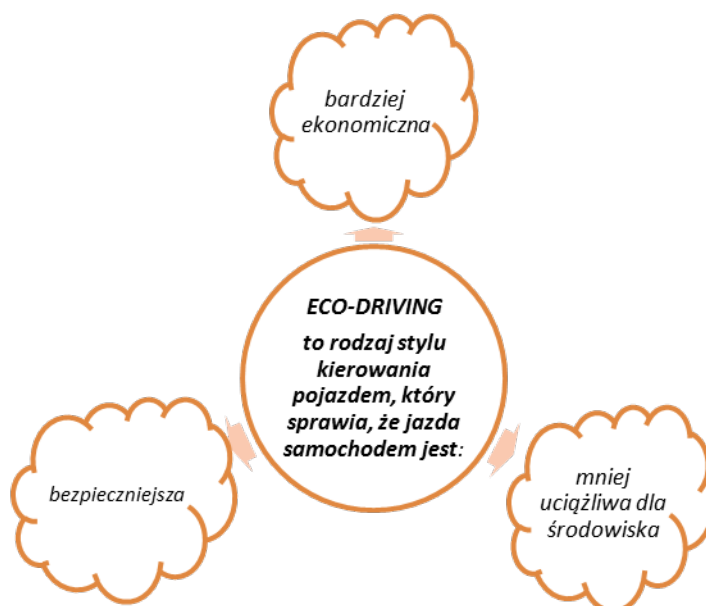 bardziej
ekonomiczna
ECO-DRIVING
to rodzaj stylu
kierowania
pojazdem, który
sprawia, że jazda
samochodem jest:
bezpieczniejsza
mniej
uciążliwa dla
środowiska